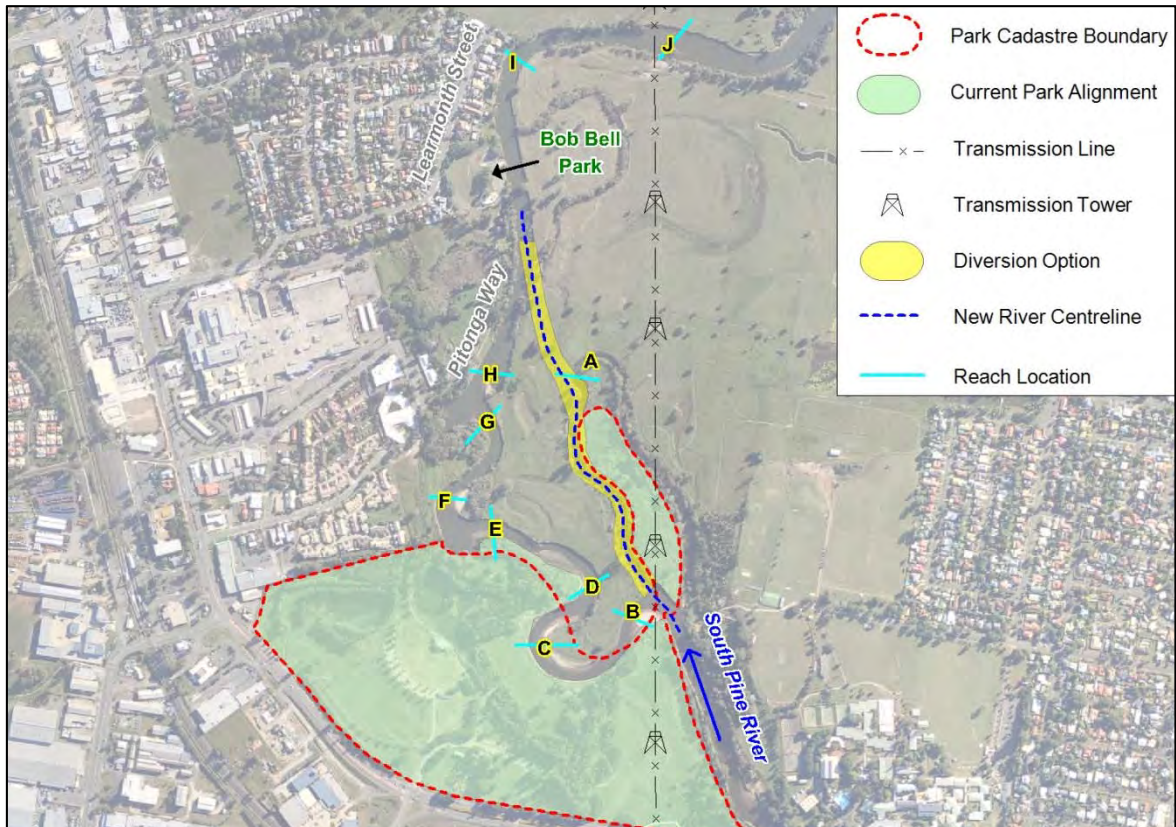 Learmonth Street
I
J
Bob Bell
Park
Pitonga Way
A
H
G
F
E
D
B
C
South Pine River
Park Cadastre Boundary
Current Park Alignment
Transmission Line
Transmission Tower
Diversion Option
New River Centreline
Reach Location